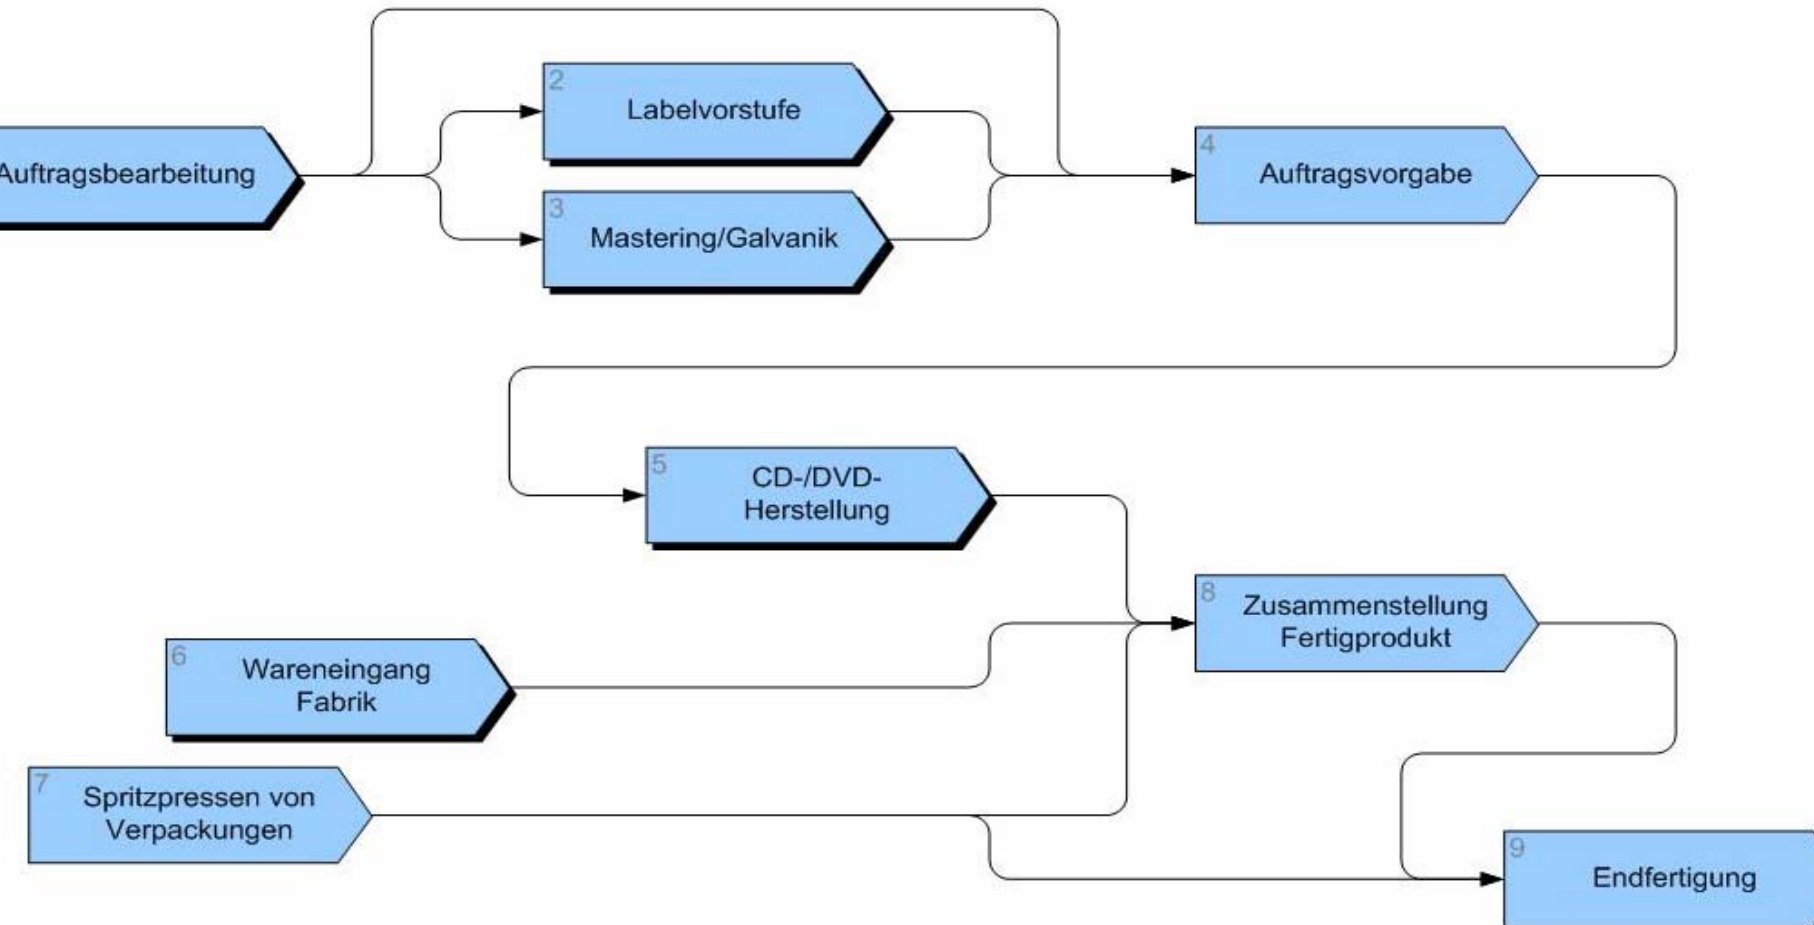 Auftragsbearbeitung
2
Labelvorstufe
3
Mastering/Galvanik
4
Auftragsvorgabe
5
CD-/DVD-
Herstellung
6
Wareneingang
Fabrik
7
Spritzpressen von
Verpackungen
8
Zusammenstellung
Fertigprodukt
9
Endfertigung